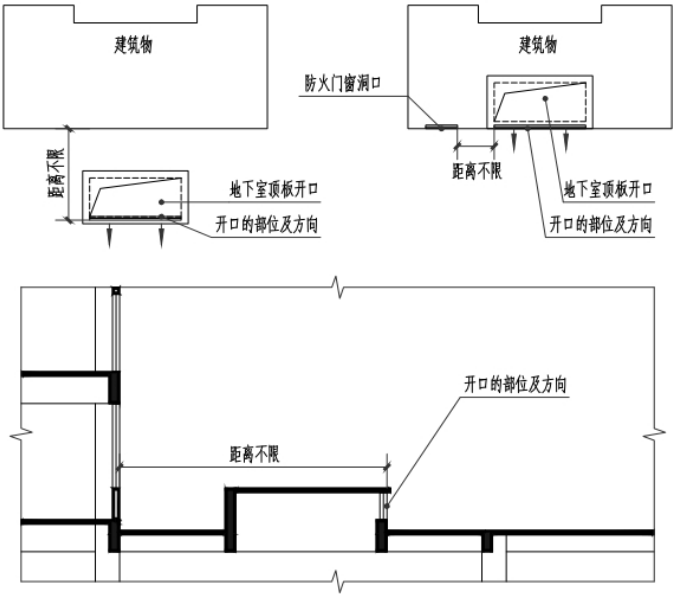 建筑物
建筑物
防火门窗洞口
距离不限
距离不限
地下室顶板开口
开口的部位及方向
地下室顶板开口
开口的部位及方向
开口的部位及方向
距离不限